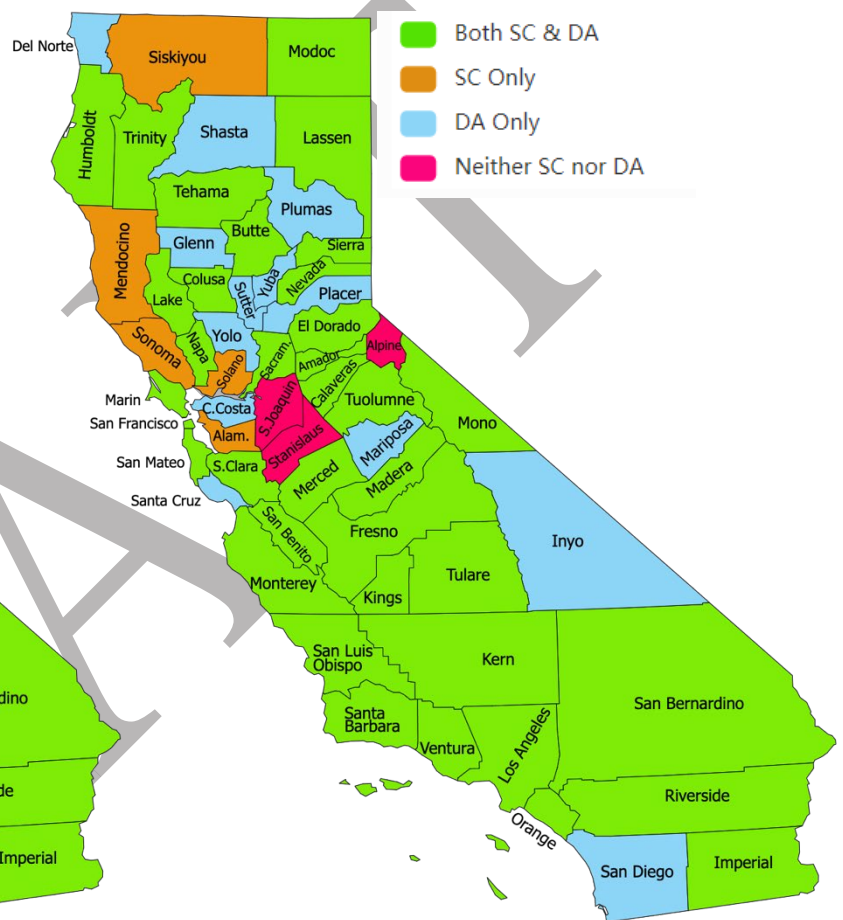 Both SC & DA
SC Only
DA Only
Neither SC nor DA
Del Norte
Siskiyou
Modoc
Humboldt
Trinity
Shasta
Lassen
Tehama
Plumas
Mendocino
Glenn
Butte
Sierra
Colusa
Lake
Sutter
Yuba
Nevada
Placer
Sonoma
Napa
Yolo
El Dorado
Solano
Sacram.
Amador
Alpine
Calaveras
Marin
C.Costa
S.Joaquin
Tuolumne
San Francisco
Alam.
Stanislaus
Mariposa
Mono
San Mateo
S.Clara
Merced
Madera
Santa Cruz
San Benito
Fresno
Inyo
Monterey
Kings
Tulare
San Luis
Obispo
Kern
San Bernardino
Santa
Barbara
Ventura
Los Angeles
Riverside
Orange
San Diego
Imperial
dino
de
Imperial